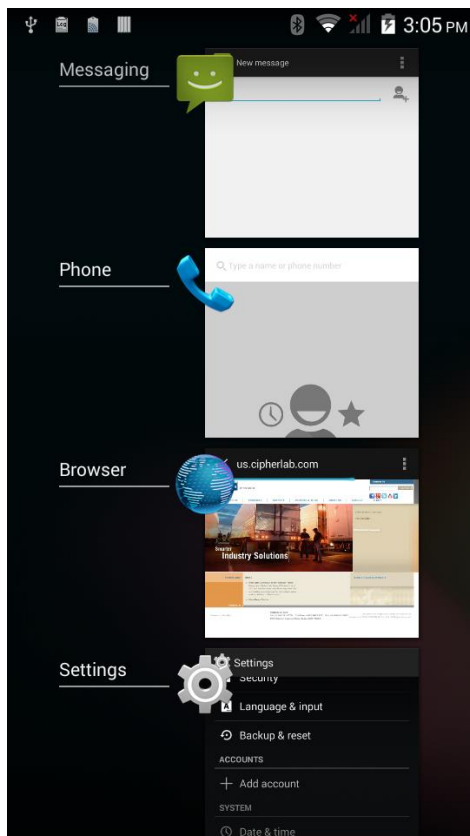 3:05 PM
Messaging
New message
Phone
Type a name or phone number
Browser
us.cipherlab.com
Smarter
Industry Solutions
Settings
Settings
Security
Language & input
Backup & reset
ACCOUNTS
Add account
SYSTEM
Date & time